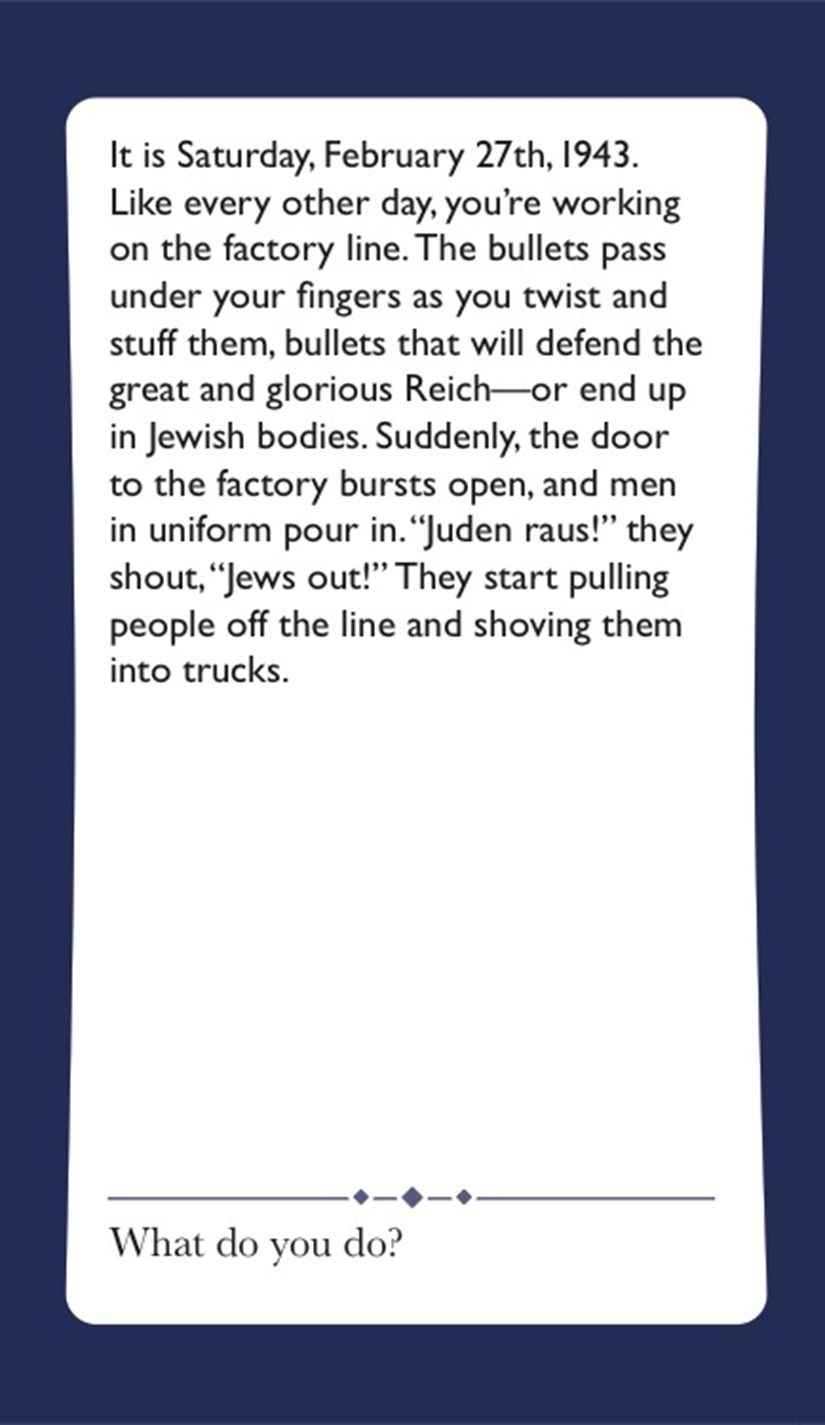 It is Saturday, February 27th, 1943.
Like every other day, you’re working
on the factory line. The bullets pass
under your fingers as you twist and
stuff them, bullets that will defend the
great and glorious Reich—or end up
in Jewish bodies. Suddenly, the door
to the factory bursts open, and men
in uniform pour in. “Juden raus!” they
shout, “Jews out!” They start pulling
people off the line and shoving them
into trucks.
What do you do?